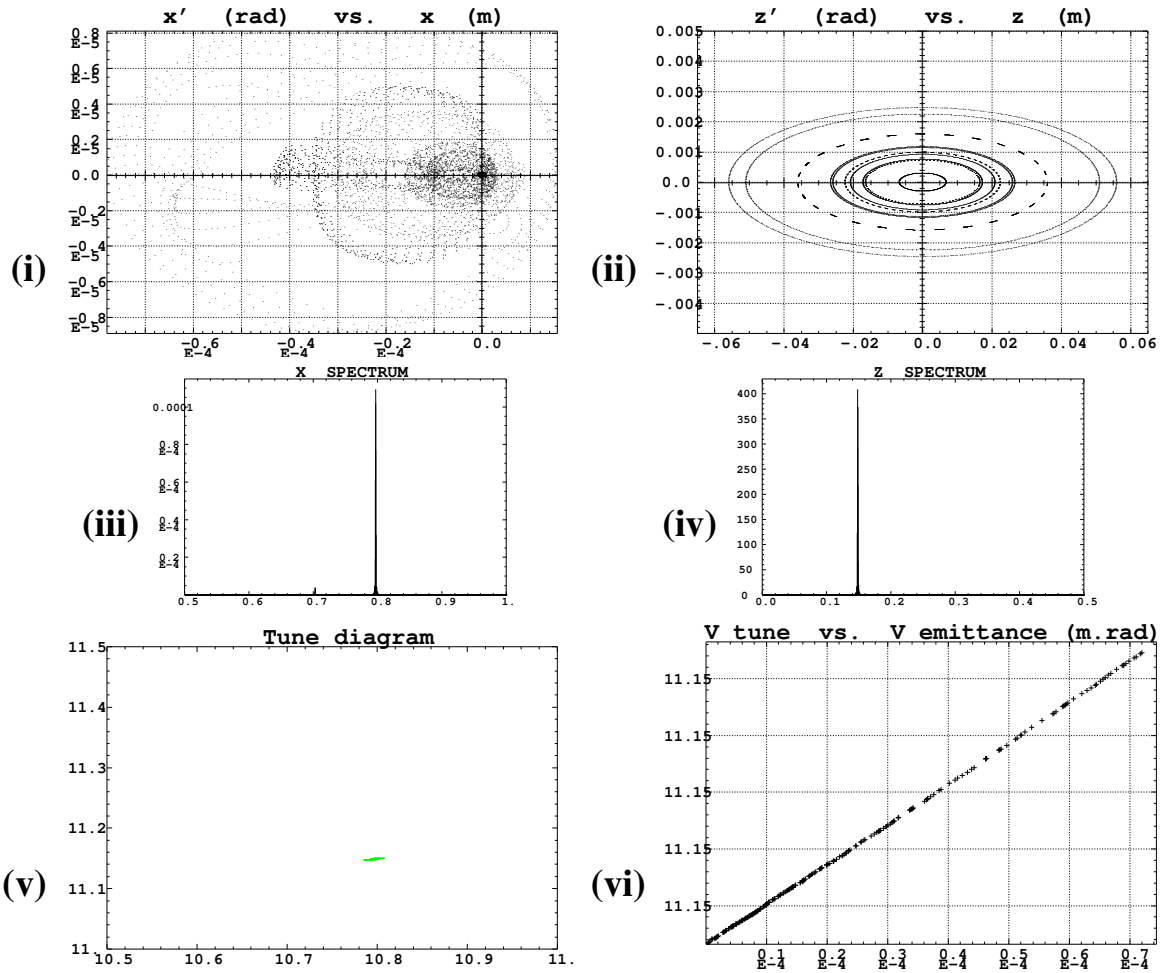 x' (rad) vs. x (m)
0.8
E-5
0.6
E-5
0.4
E-5
0.2
E-5
0.0
-0.2
E-5
-0.4
E-5
-0.6
E-5
-0.8
E-5
-0.6
E-4
-0.4
E-4
-0.2
E-4
0.0
(i)
z' (rad) vs. z (m)
0.005
0.004
0.003
0.002
0.001
0.0
-.001
-.002
-.003
-.004
-.06
-.04
-.02
0.0
0.02
0.04
0.06
(ii)
X SPECTRUM
0.0001
0.8
E-4
0.6
E-4
0.4
E-4
0.2
E-4
0.5
0.6
0.7
0.8
0.9
1.
(iii)
Z SPECTRUM
400
350
300
250
200
150
100
50
0
0.0
0.1
0.2
0.3
0.4
0.5
(iv)
Tune diagram
11.5
11.4
11.3
11.2
11.1
11.
10.5
10.6
10.7
10.8
10.9
11.
(v)
V tune vs. V emittance (m.rad)
11.15
11.15
11.15
11.15
11.15
0.1
E-4
0.2
E-4
0.3
E-4
0.4
E-4
0.5
E-4
0.6
E-4
0.7
E-4
(vi)